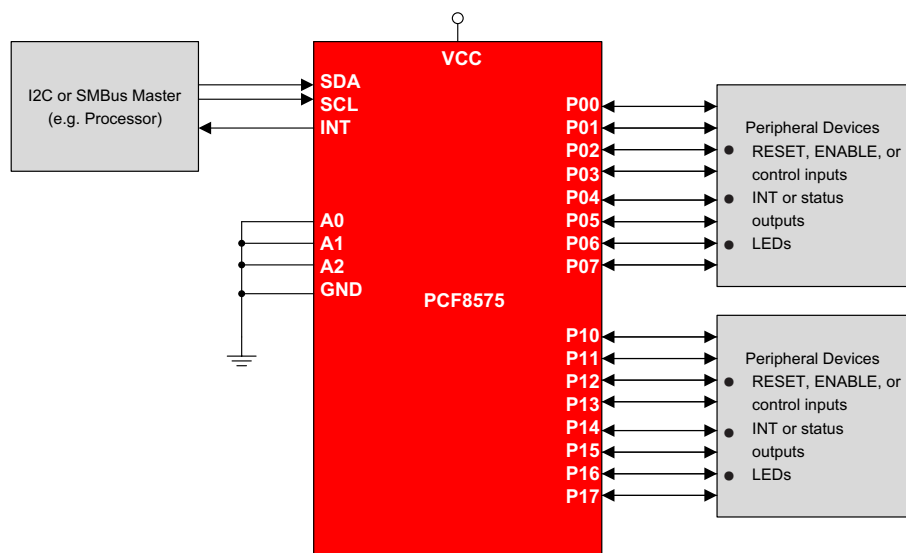 VCC
I2C or SMBus Master
(e.g. Processor)
SDA
SCL
INT
A0
A1
A2
GND
PCF8575
P00
P01
P02
P03
P04
P05
P06
P07
P10
P11
P12
P13
P14
P15
P16
P17
Peripheral Devices
● RESET, ENABLE, or
control inputs
● INT or status
outputs
● LEDs
Peripheral Devices
● RESET, ENABLE, or
control inputs
● INT or status
outputs
● LEDs